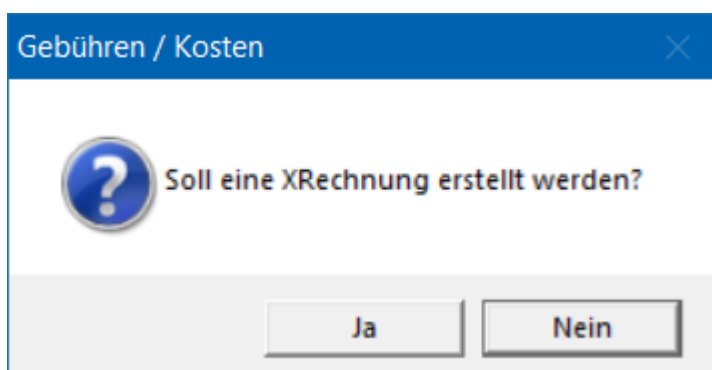 Gebühren / Kosten
Soll eine XRechnung erstellt werden?
Ja
Nein